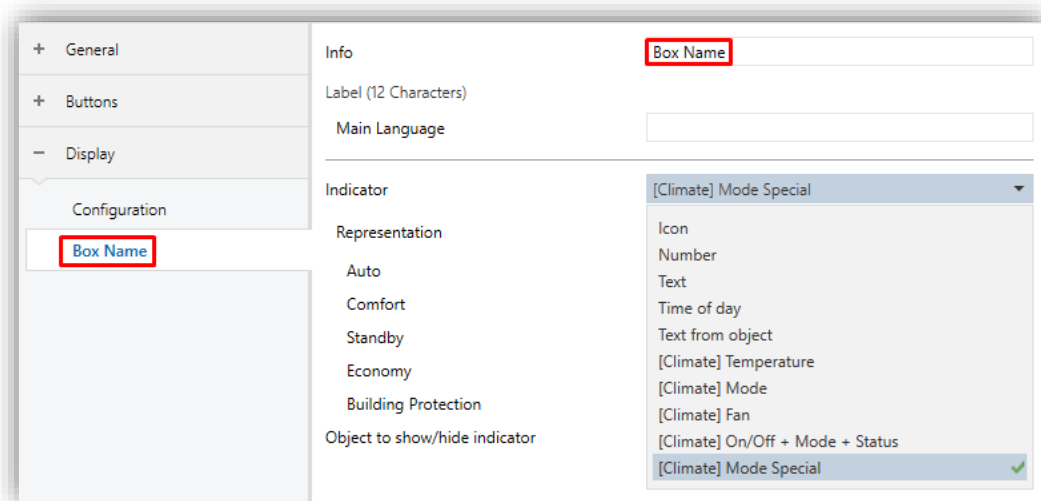 + General
+ Buttons
− Display
Configuration
Box Name
Info Box Name
Label (12 Characters)
Main Language
Indicator [Climate] Mode Special
Representation
Auto
Comfort
Standby
Economy
Building Protection
Object to show/hide indicator
Icon
Number
Text
Time of day
Text from object
[Climate] Temperature
[Climate] Mode
[Climate] Fan
[Climate] On/Off + Mode + Status
[Climate] Mode Special